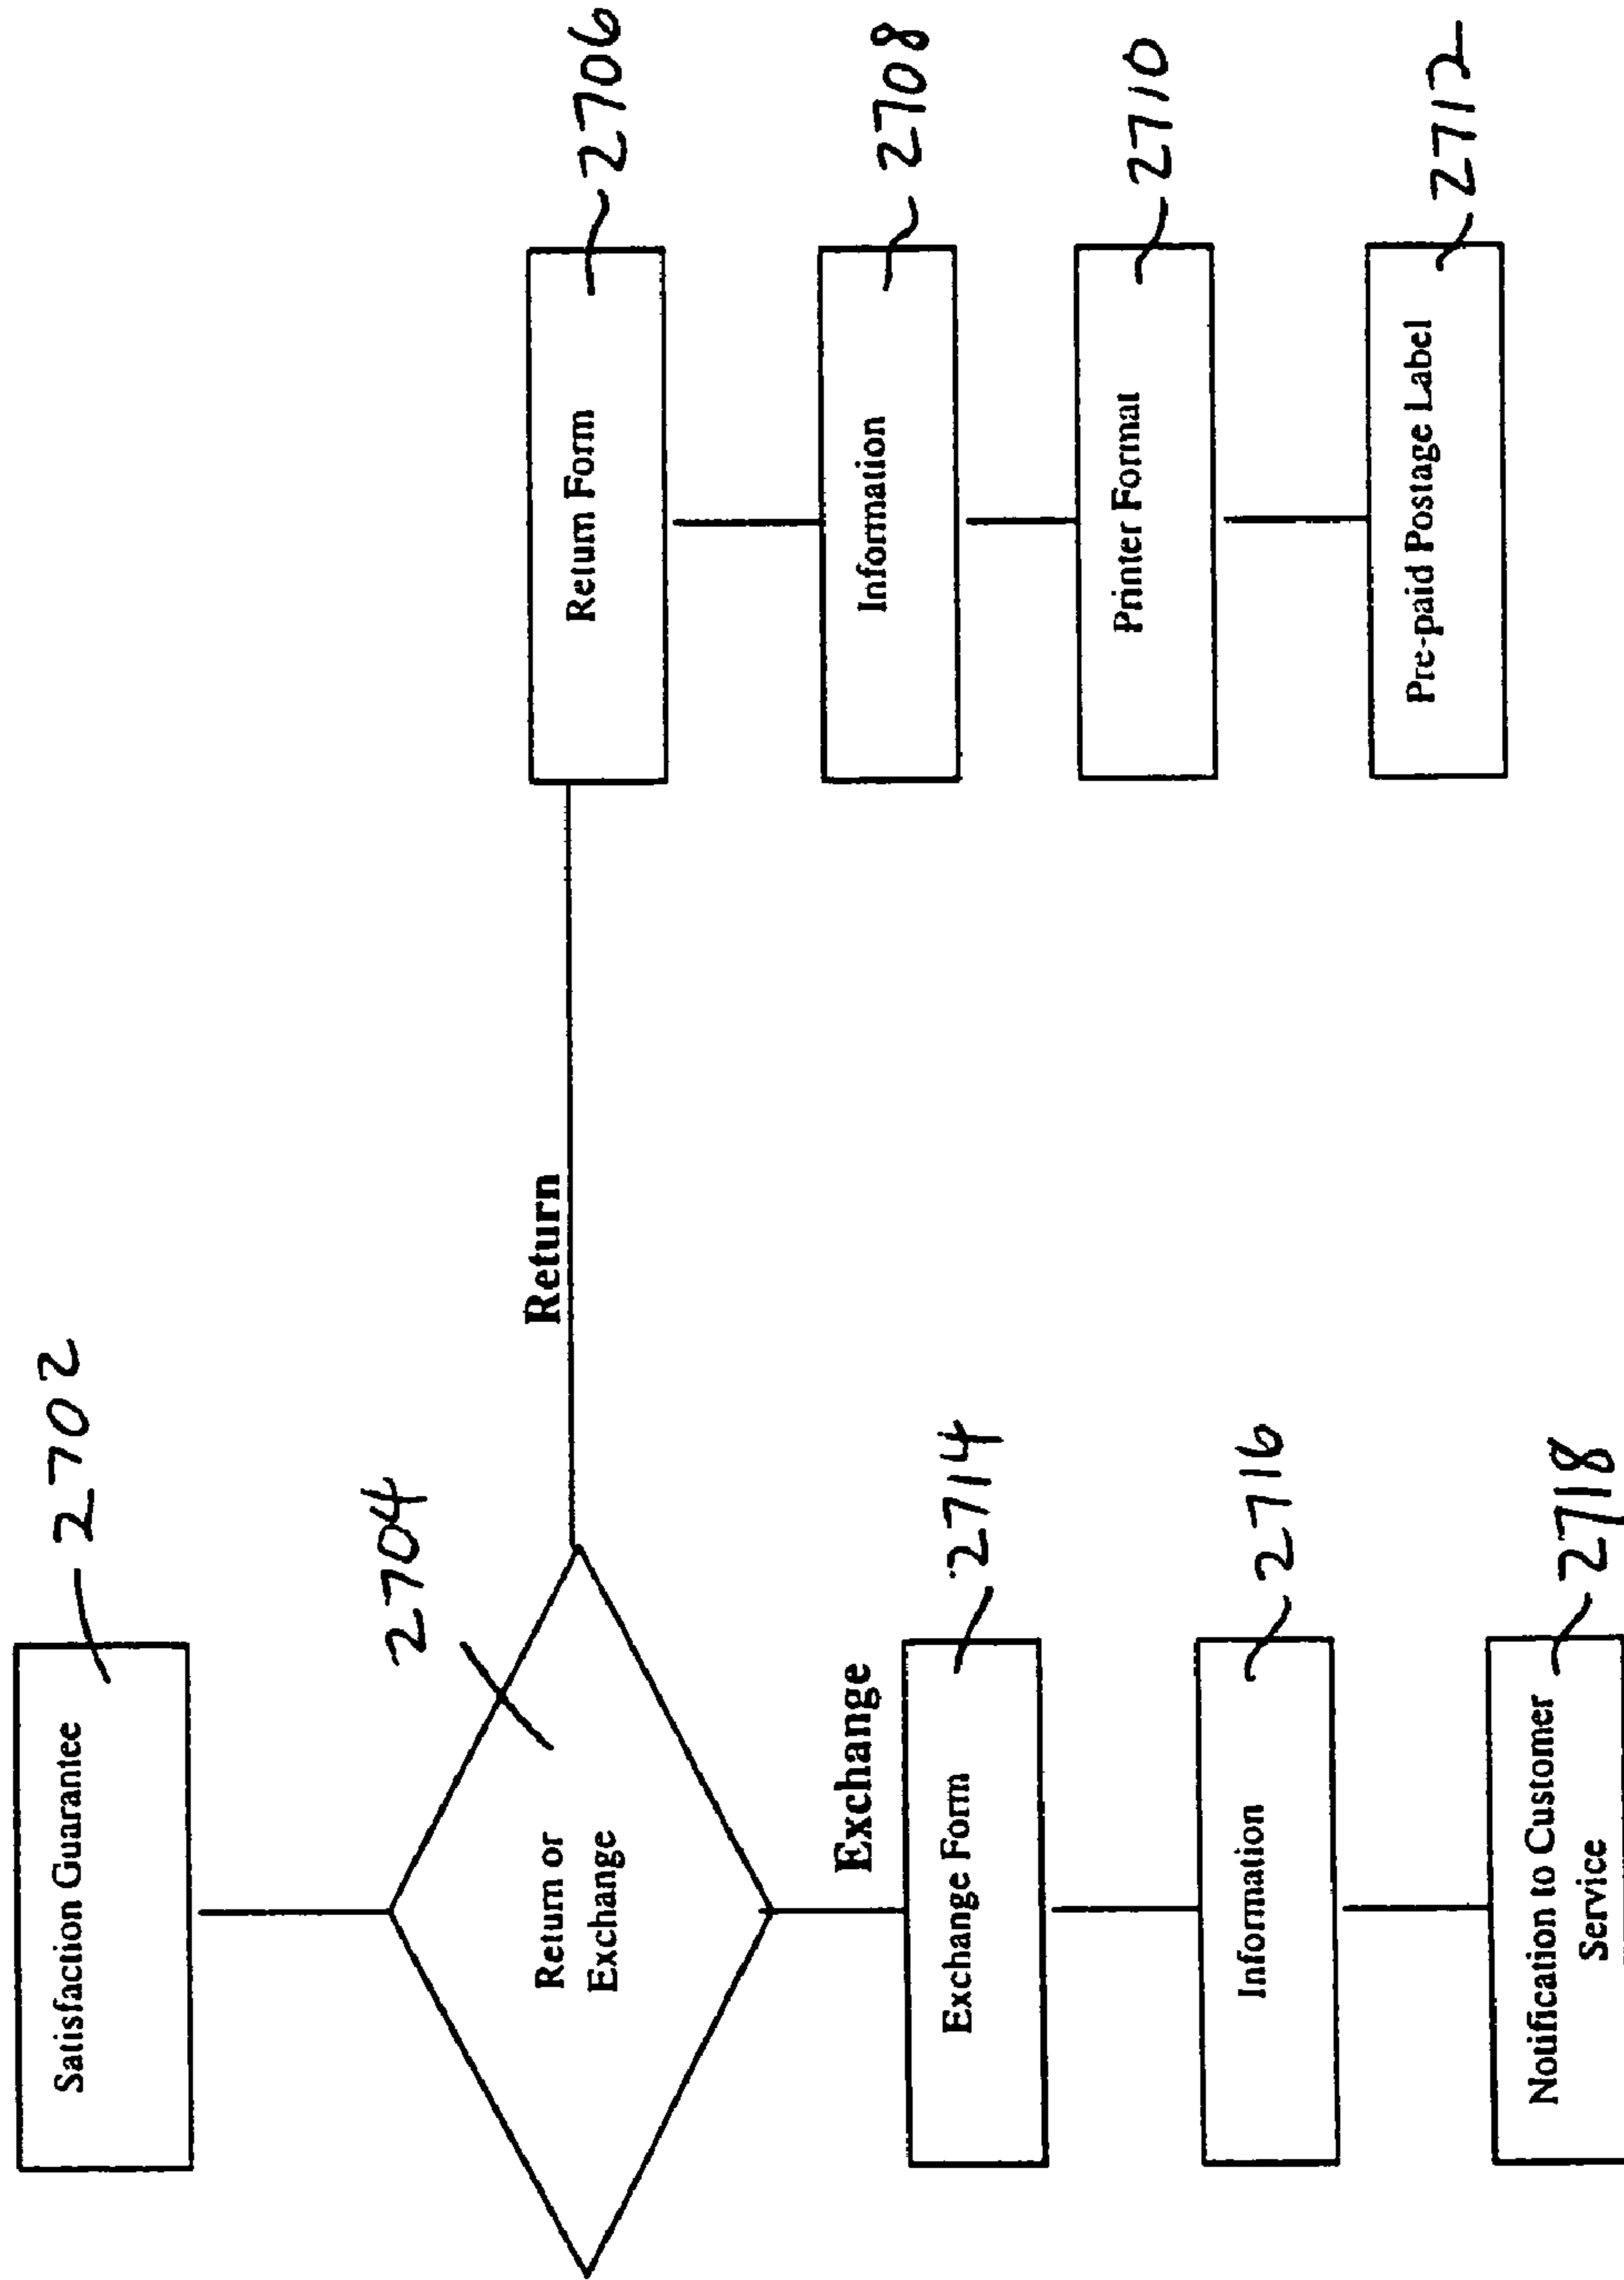 Satisfaction Guarantee
2702
2704
Return or
Exchange
Return
Return Form
2706
Information
2708
Printer Format
2710
Pre-paid Postage Label
2712
Exchange
Exchange Form
2714
Information
2716
Notification to Customer
Service
2718